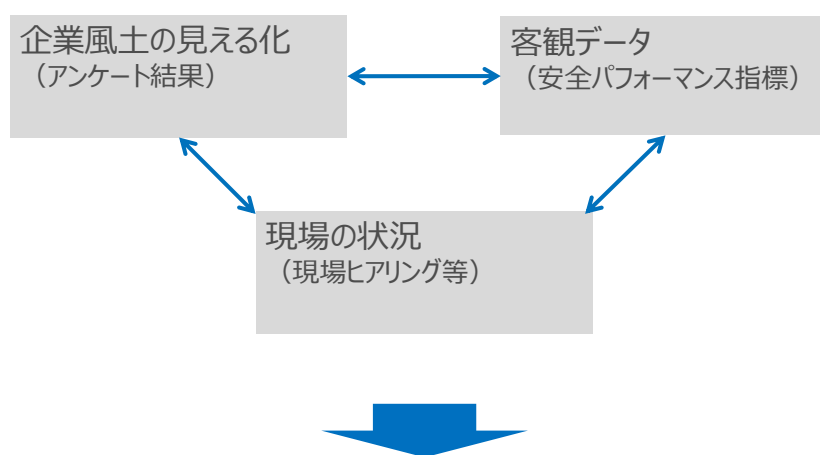 企業風土の見える化
（アンケート結果）
客観データ
（安全パフォーマンス指標）
現場の状況
（現場ヒアリング等）